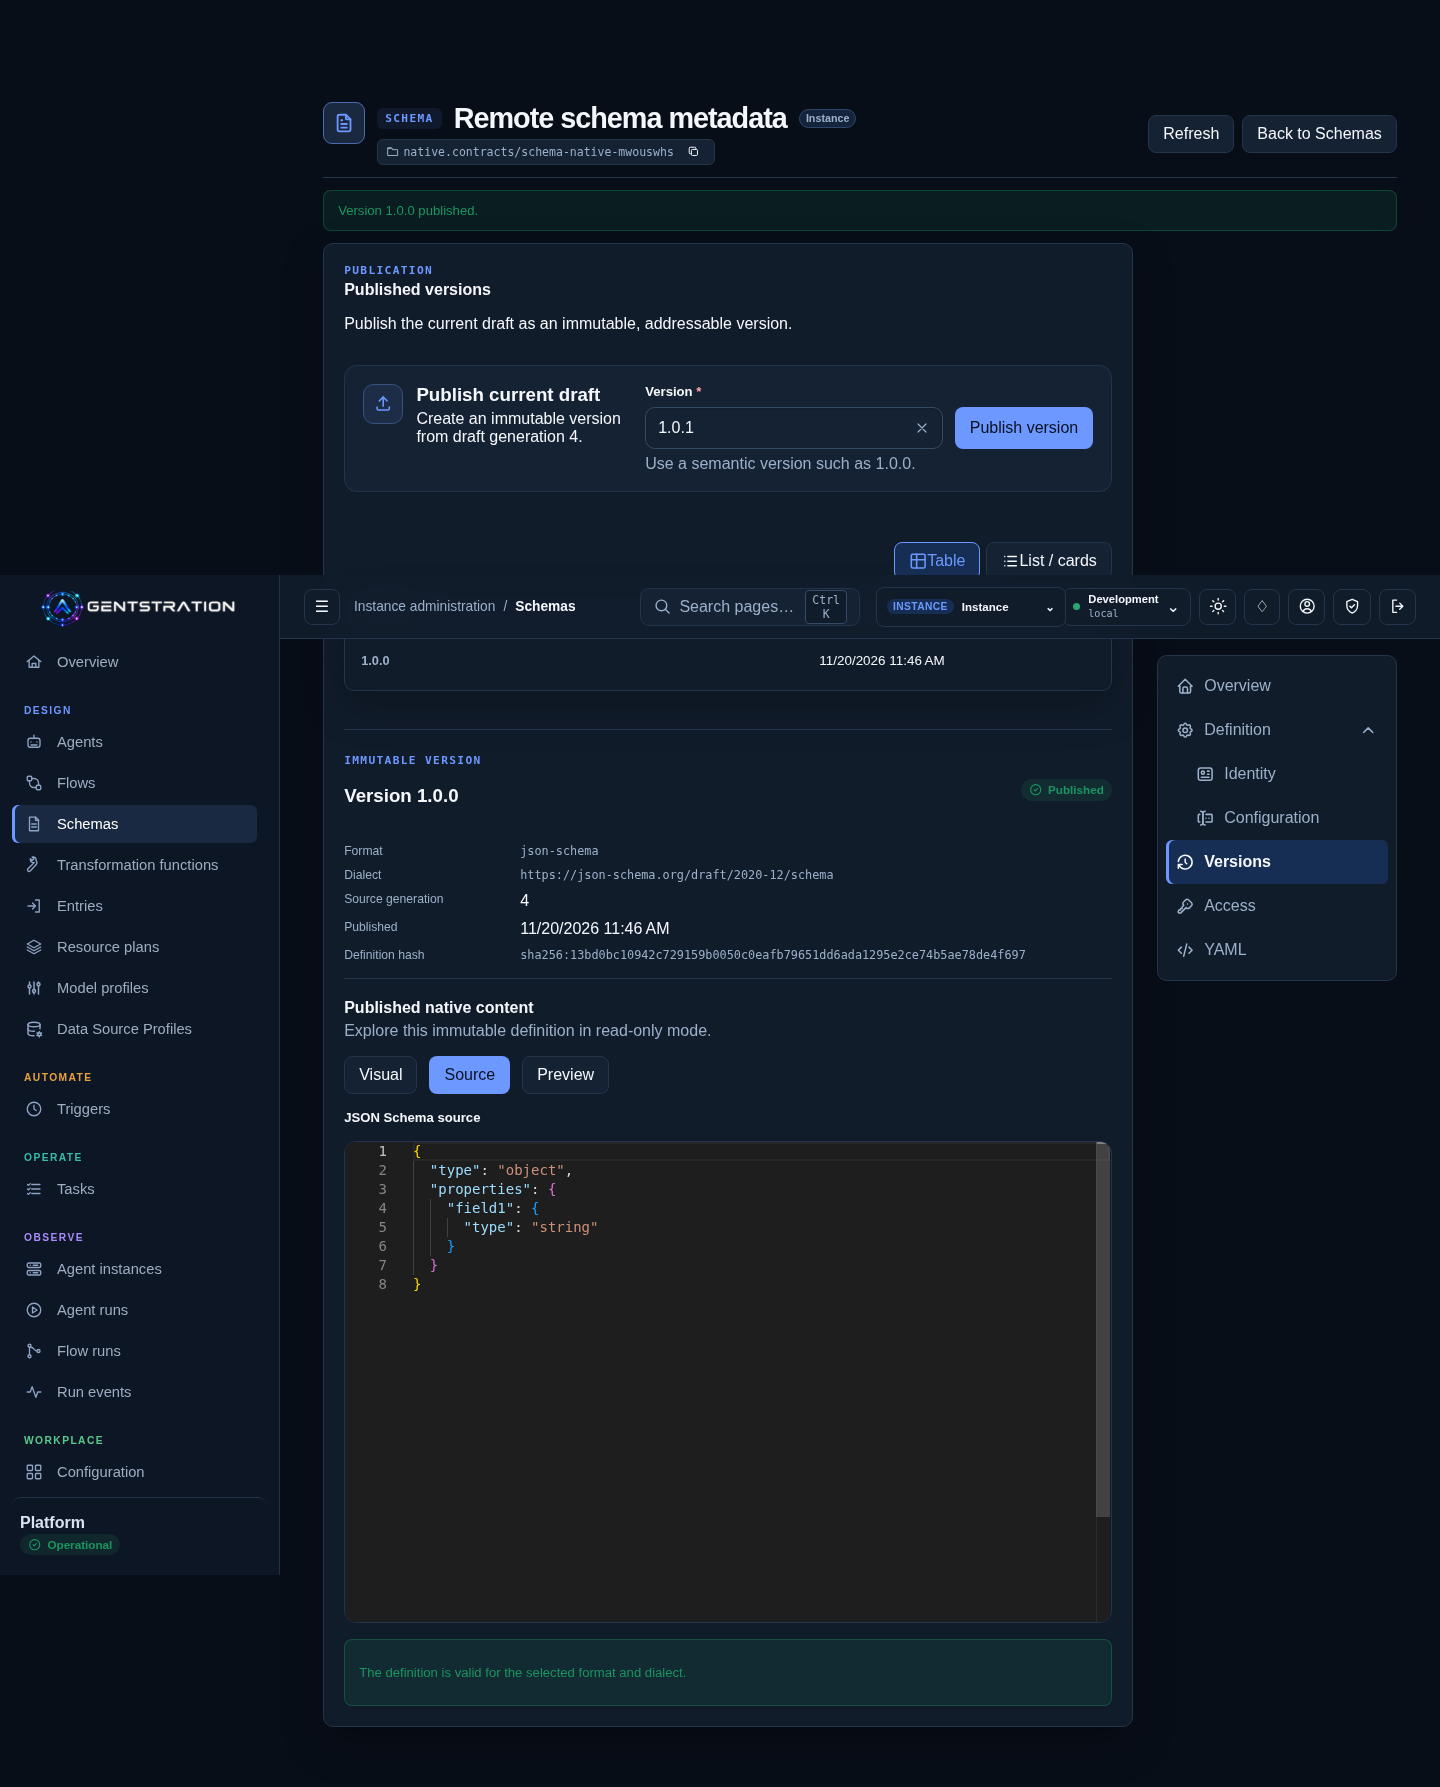 SCHEMA
Remote schema metadata
Instance
native.contracts/schema-native-mwouswhs
Refresh
Back to Schemas
Version 1.0.0 published.
PUBLICATION
Published versions
Publish the current draft as an immutable, addressable version.
Publish current draft
Create an immutable version
from draft generation 4.
Version *
1.0.1
Publish version
Use a semantic version such as 1.0.0.
Table
List / cards
GENTSTRATION
Instance administration / Schemas
Search pages…
Ctrl
K
INSTANCE
Instance
Development
local
Overview
DESIGN
Agents
Flows
Schemas
Transformation functions
Entries
Resource plans
Model profiles
Data Source Profiles
AUTOMATE
Triggers
OPERATE
Tasks
OBSERVE
Agent instances
Agent runs
Flow runs
Run events
WORKPLACE
Configuration
Platform
Operational
1.0.0
11/20/2026 11:46 AM
IMMUTABLE VERSION
Version 1.0.0
Published
Format json-schema
Dialect https://json-schema.org/draft/2020-12/schema
Source generation 4
Published 11/20/2026 11:46 AM
Definition hash sha256:13bd0bc10942c729159b0050c0eafb79651dd6ada1295e2ce74b5ae78de4f697
Published native content
Explore this immutable definition in read-only mode.
Visual
Source
Preview
JSON Schema source
1 {
2 "type": "object",
3 "properties": {
4 "field1": {
5 "type": "string"
6 }
7 }
8 }
The definition is valid for the selected format and dialect.
Overview
Definition
Identity
Configuration
Versions
Access
YAML